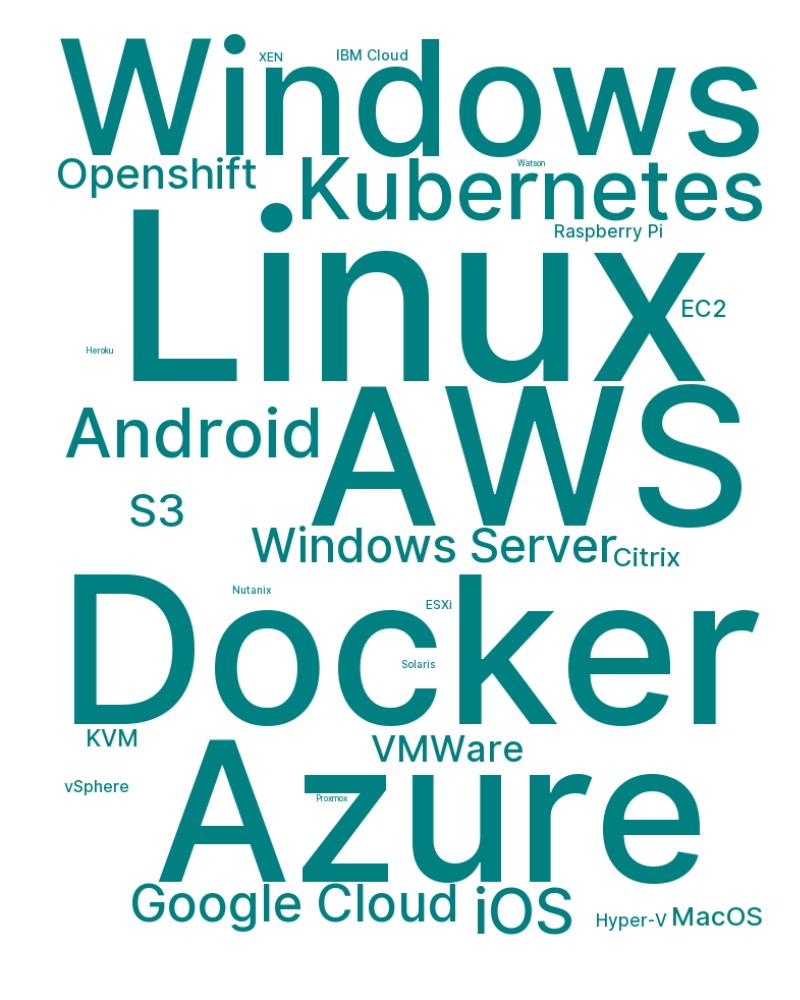 Windows
XEN
IBM Cloud
Openshift
Kubernetes
Watson
Raspberry Pi
Linux
EC2
Heroku
Android
AWS
S3
Windows Server
Citrix
Docker
Nutanix
ESXi
Solaris
KVM
VMWare
Azure
vSphere
Proxmox
Google Cloud
iOS
Hyper-V
MacOS